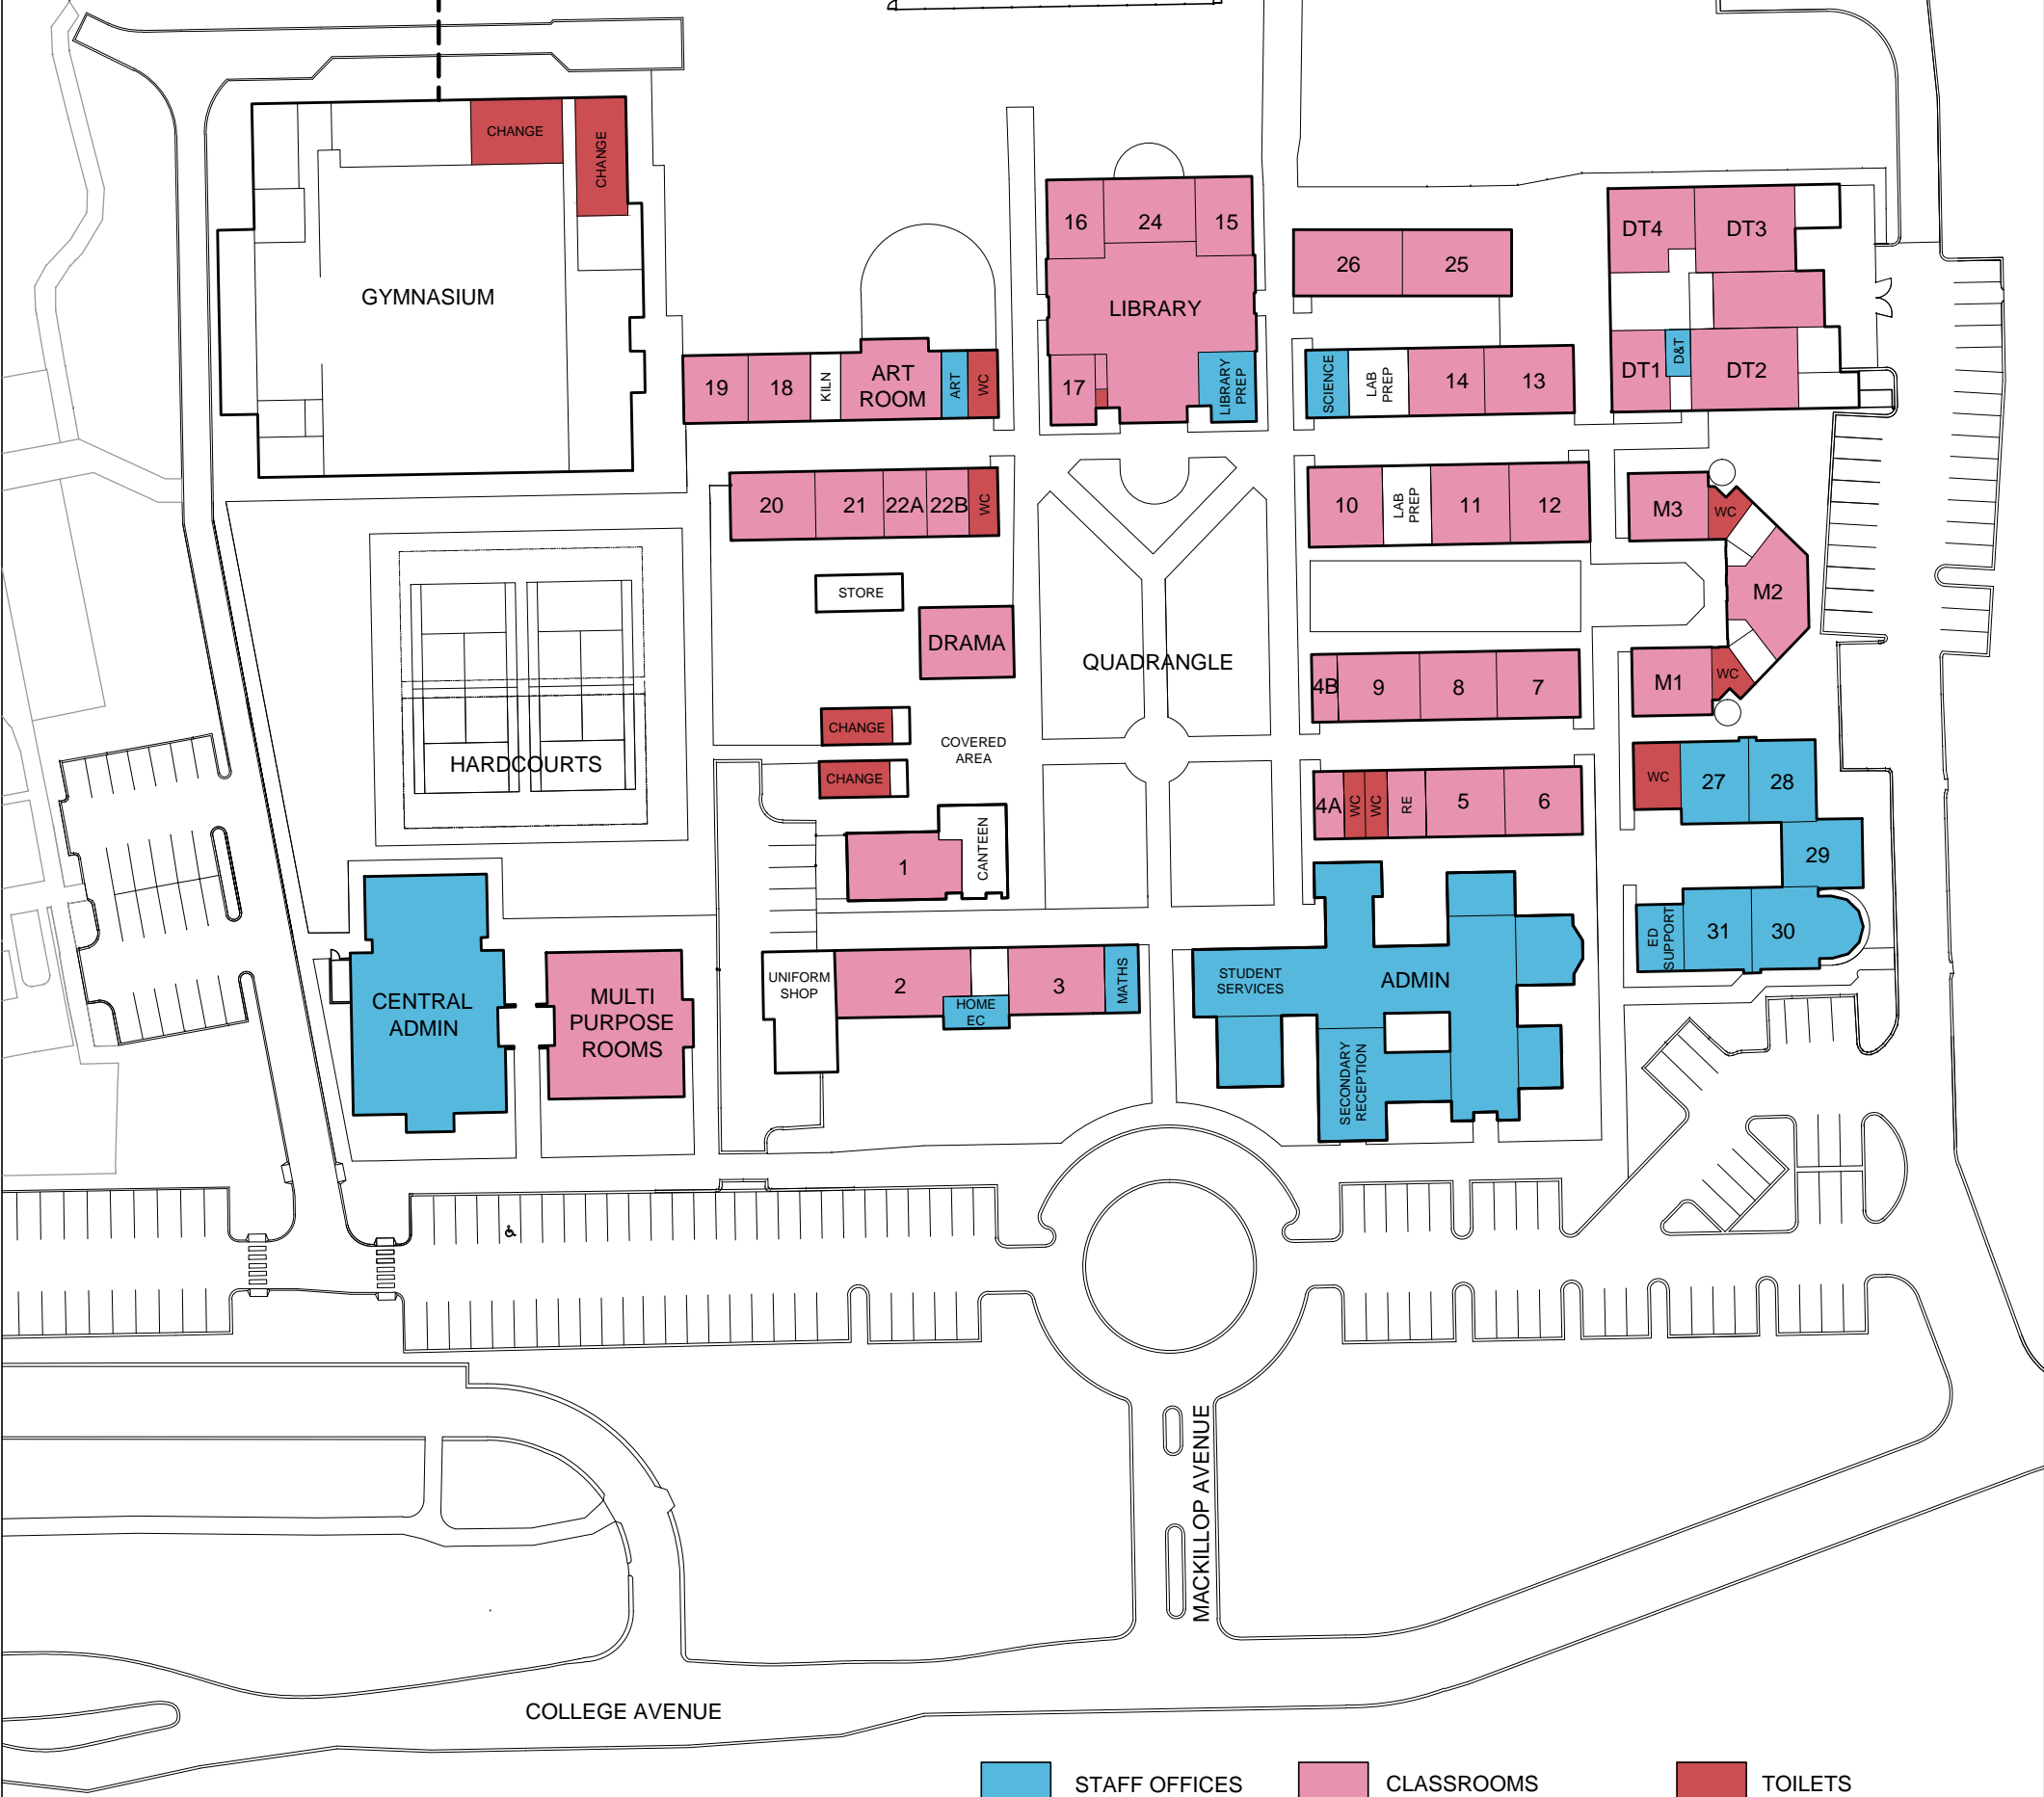 CHANGE
CHANGE
GYMNASIUM
16
24
15
LIBRARY
17
LIBRARY
PREP
26
25
DT4
DT3
DT1
D&T
DT2
19
18
KILN
ART
ROOM
ART
WC
SCIENCE
LAB
PREP
14
13
20
21
22A
22B
WC
10
LAB
PREP
11
12
M3
WC
M2
M1
WC
STORE
DRAMA
QUADRANGLE
4B
9
8
7
CHANGE
CHANGE
COVERED
AREA
HARDCOURTS
4A
WC
WC
RE
5
6
WC
27
28
29
ED
SUPPORT
31
30
1
CANTEEN
CENTRAL
ADMIN
MULTI
PURPOSE
ROOMS
UNIFORM
SHOP
2
HOME
EC
3
MATHS
STUDENT
SERVICES
ADMIN
SECONDARY
RECEPTION
MACKILLOP AVENUE
COLLEGE AVENUE
STAFF OFFICES
CLASSROOMS
TOILETS